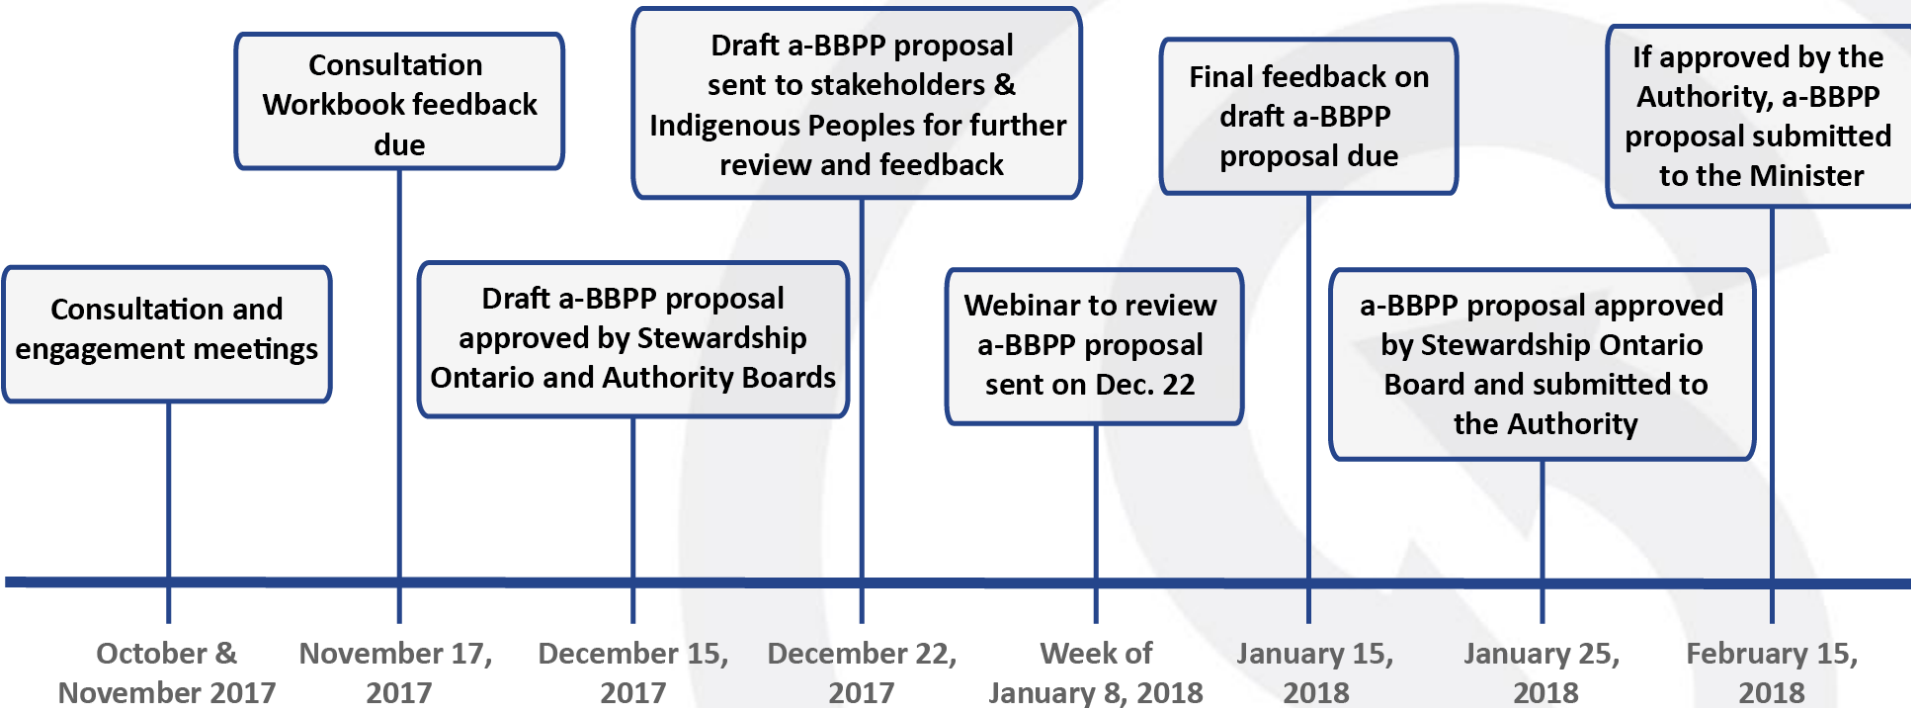 Consultation and
engagement meetings
October &
November 2017
Consultation
Workbook feedback
due
November 17,
2017
Draft a-BBPP proposal
approved by Stewardship
Ontario and Authority Boards
December 15,
2017
Draft a-BBPP proposal
sent to stakeholders &
Indigenous Peoples for further
review and feedback
December 22,
2017
Webinar to review
a-BBPP proposal
sent on Dec. 22
Week of
January 8, 2018
Final feedback on
draft a-BBPP
proposal due
January 15,
2018
a-BBPP proposal approved
by Stewardship Ontario
Board and submitted to
the Authority
January 25,
2018
If approved by the
Authority, a-BBPP
proposal submitted
to the Minister
February 15,
2018